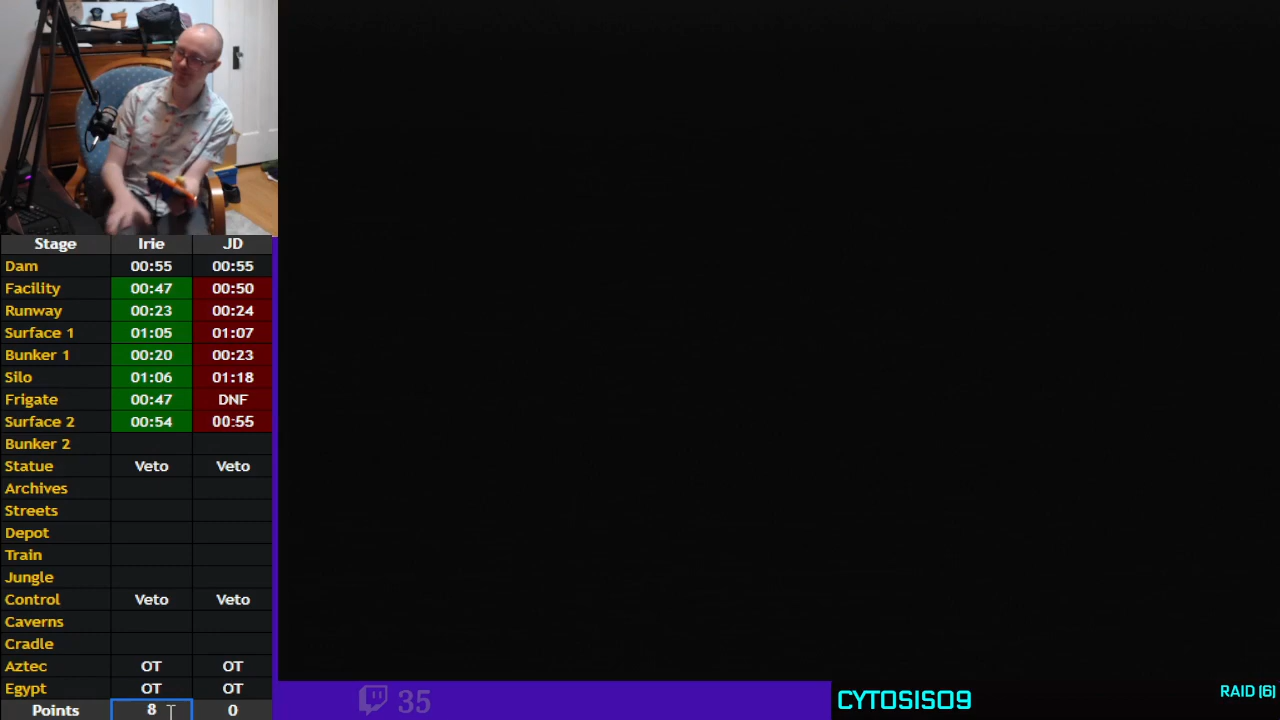 Stage Irie JD
Dam 00:55 00:55
Facility 00:47 00:50
Runway 00:23 00:24
Surface 1 01:05 01:07
Bunker 1 00:20 00:23
Silo 01:06 01:18
Frigate 00:47 DNF
Surface 2 00:54 00:55
Bunker 2
Statue Veto Veto
Archives
Streets
Depot
Train
Jungle
Control Veto Veto
Caverns
Cradle
Aztec OT OT
Egypt OT OT
Points 8 0
35
CYTOSIS09
RAID (6)